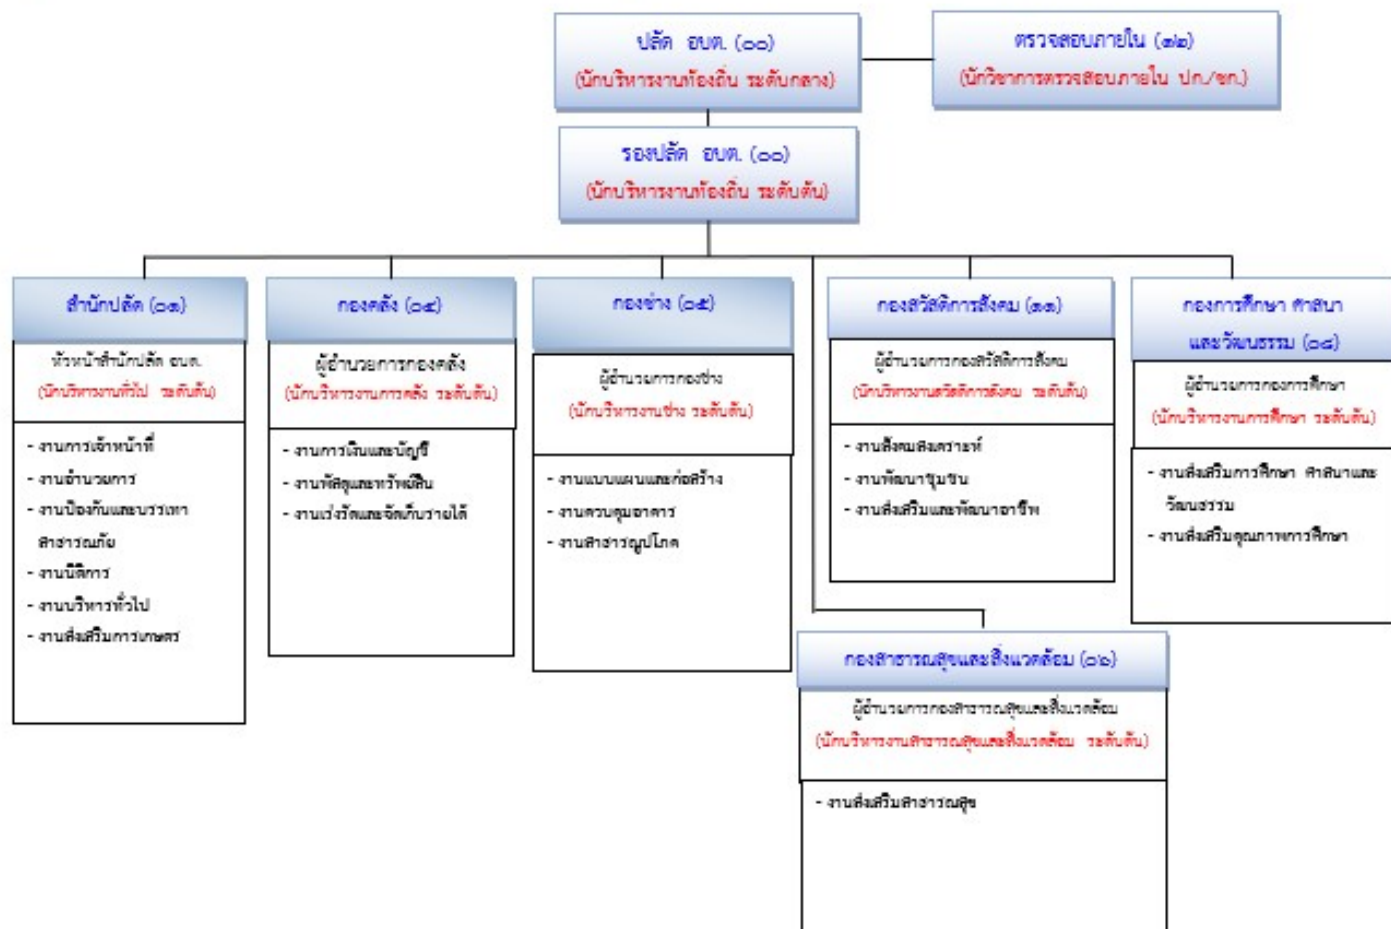 ปลัด อบต. (๐๐)
(นักบริหารงานท้องถิ่น ระดับกลาง)
ตรวจสอบภายใน (๑๒)
(นักวิชาการตรวจสอบภายใน ปก./ชก.)
รองปลัด อบต. (๐๐)
(นักบริหารงานท้องถิ่น ระดับต้น)
สำนักปลัด (๐๑)
หัวหน้าสำนักปลัด อบต.
(นักบริหารงานทั่วไป ระดับต้น)
- งานการเจ้าหน้าที่
- งานอำนวยการ
- งานป้องกันและบรรเทา
สาธารณภัย
- งานนิติการ
- งานบริหารทั่วไป
- งานส่งเสริมการเกษตร
กองคลัง (๐๔)
ผู้อำนวยการกองคลัง
(นักบริหารงานการคลัง ระดับต้น)
- งานการเงินและบัญชี
- งานพัสดุและทรัพย์สิน
- งานเร่งรัดและจัดเก็บรายได้
กองช่าง (๐๕)
ผู้อำนวยการกองช่าง
(นักบริหารงานช่าง ระดับต้น)
- งานแบบแผนและก่อสร้าง
- งานควบคุมอาคาร
- งานสาธารณูปโภค
กองสวัสดิการสังคม (๑๑)
ผู้อำนวยการกองสวัสดิการสังคม
(นักบริหารงานสวัสดิการสังคม ระดับต้น)
- งานสังคมสงเคราะห์
- งานพัฒนาชุมชน
- งานส่งเสริมและพัฒนาอาชีพ
กองการศึกษา ศาสนา
และวัฒนธรรม (๐๘)
ผู้อำนวยการกองการศึกษา
(นักบริหารงานการศึกษา ระดับต้น)
- งานส่งเสริมการศึกษา ศาสนาและ
วัฒนธรรม
- งานส่งเสริมคุณภาพการศึกษา
กองสาธารณสุขและสิ่งแวดล้อม (๐๖)
ผู้อำนวยการกองสาธารณสุขและสิ่งแวดล้อม
(นักบริหารงานสาธารณสุขและสิ่งแวดล้อม ระดับต้น)
- งานส่งเสริมสาธารณสุข